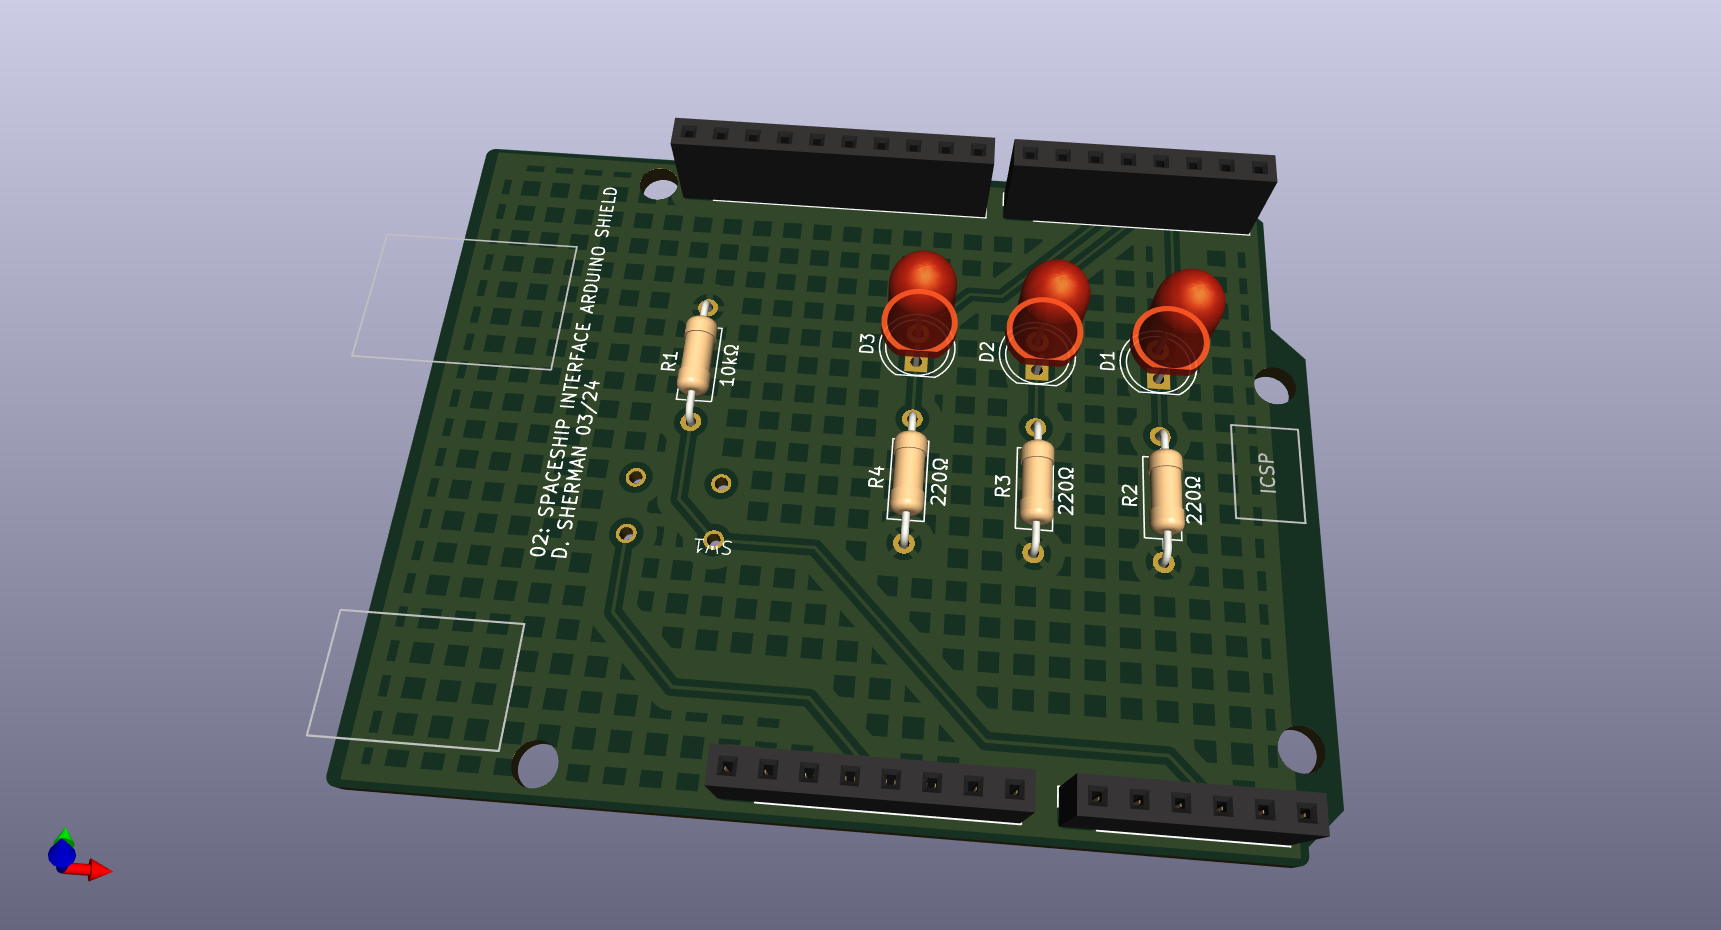 02: SPACESHIP INTERFACE ARDUINO SHIELD
D. SHERMAN 03/24
R1
10kΩ
D3
D2
D1
R4
220Ω
R3
220Ω
R2
220Ω
ICSP
SW1